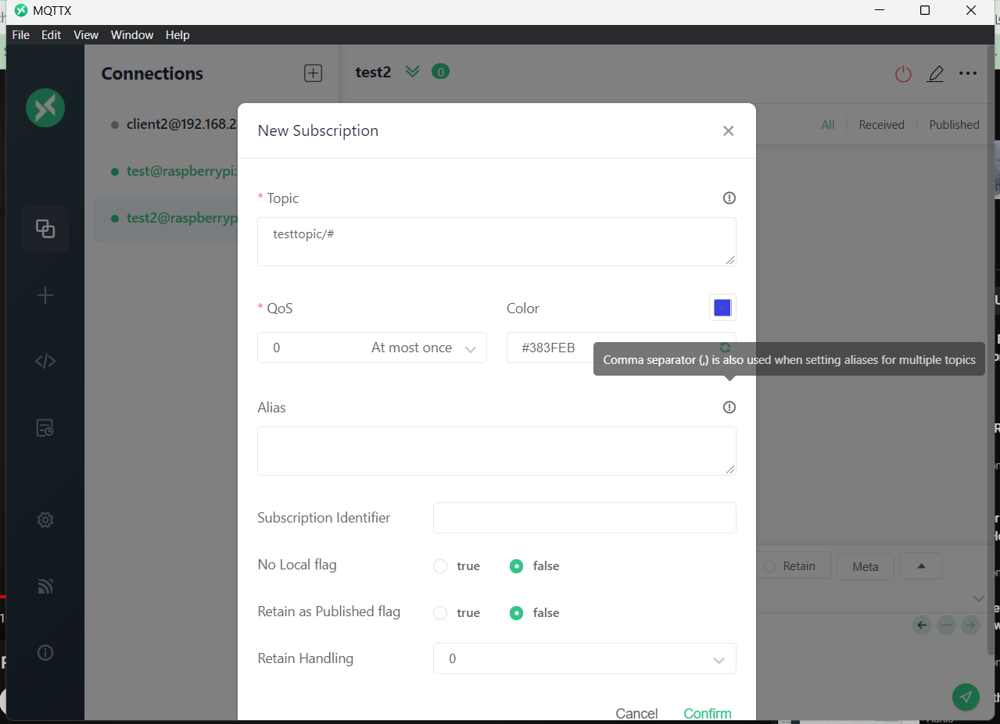 MQTTX
File Edit View Window Help
Connections
test2 0
client2@192.168.2
All Received Published
New Subscription
test@raspberrypi:
test2@raspberryp
* Topic
testtopic/#
* QoS
Color
0 At most once
#383FEB
Comma separator (,) is also used when setting aliases for multiple topics
Alias
Subscription Identifier
No Local flag
true false
Retain Meta
Retain as Published flag
true false
Retain Handling
0
Cancel Confirm